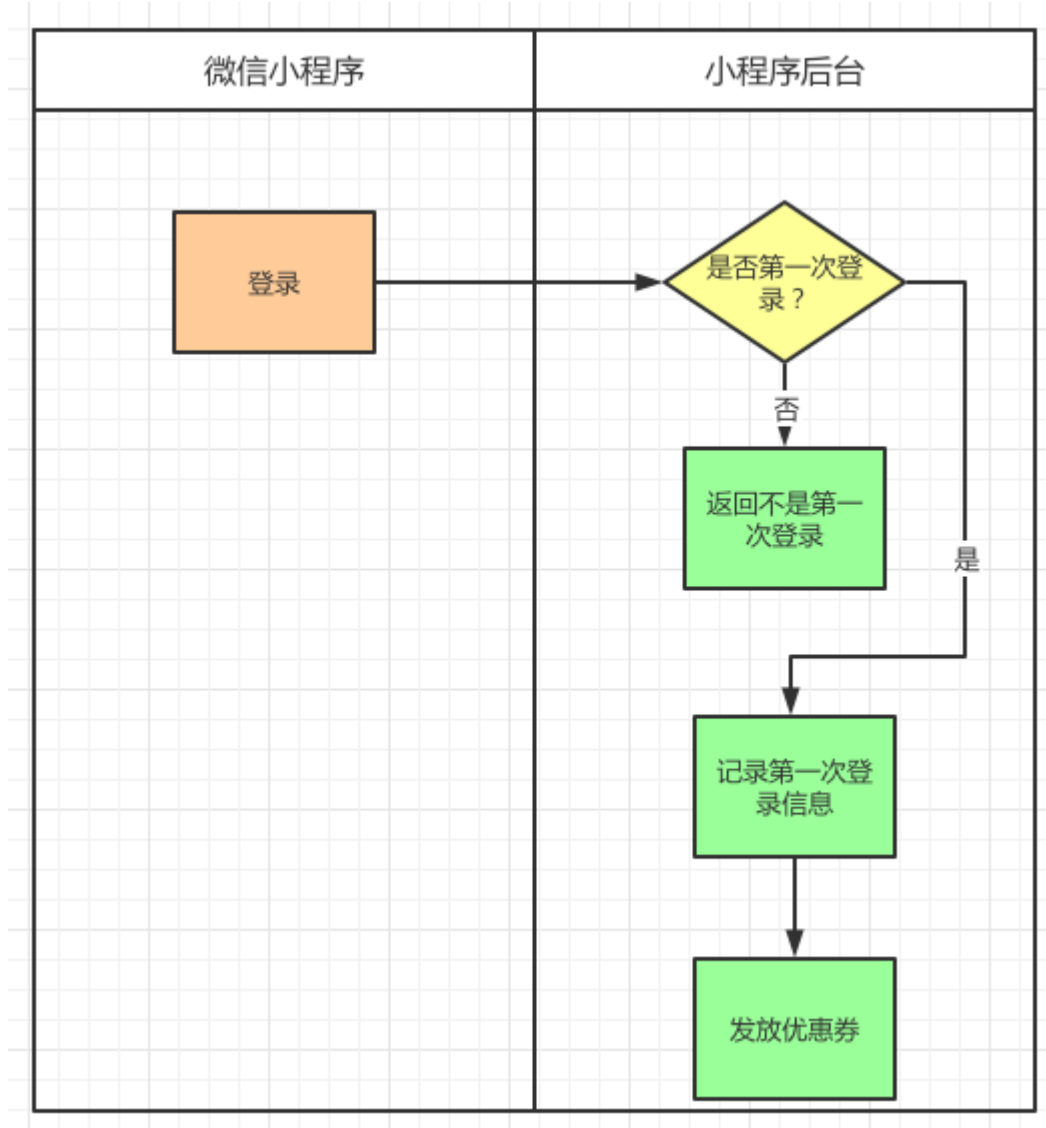 微信小程序
小程序后台
登录
是否第一次登
录？
否
返回不是第一
次登录
是
记录第一次登
录信息
发放优惠券